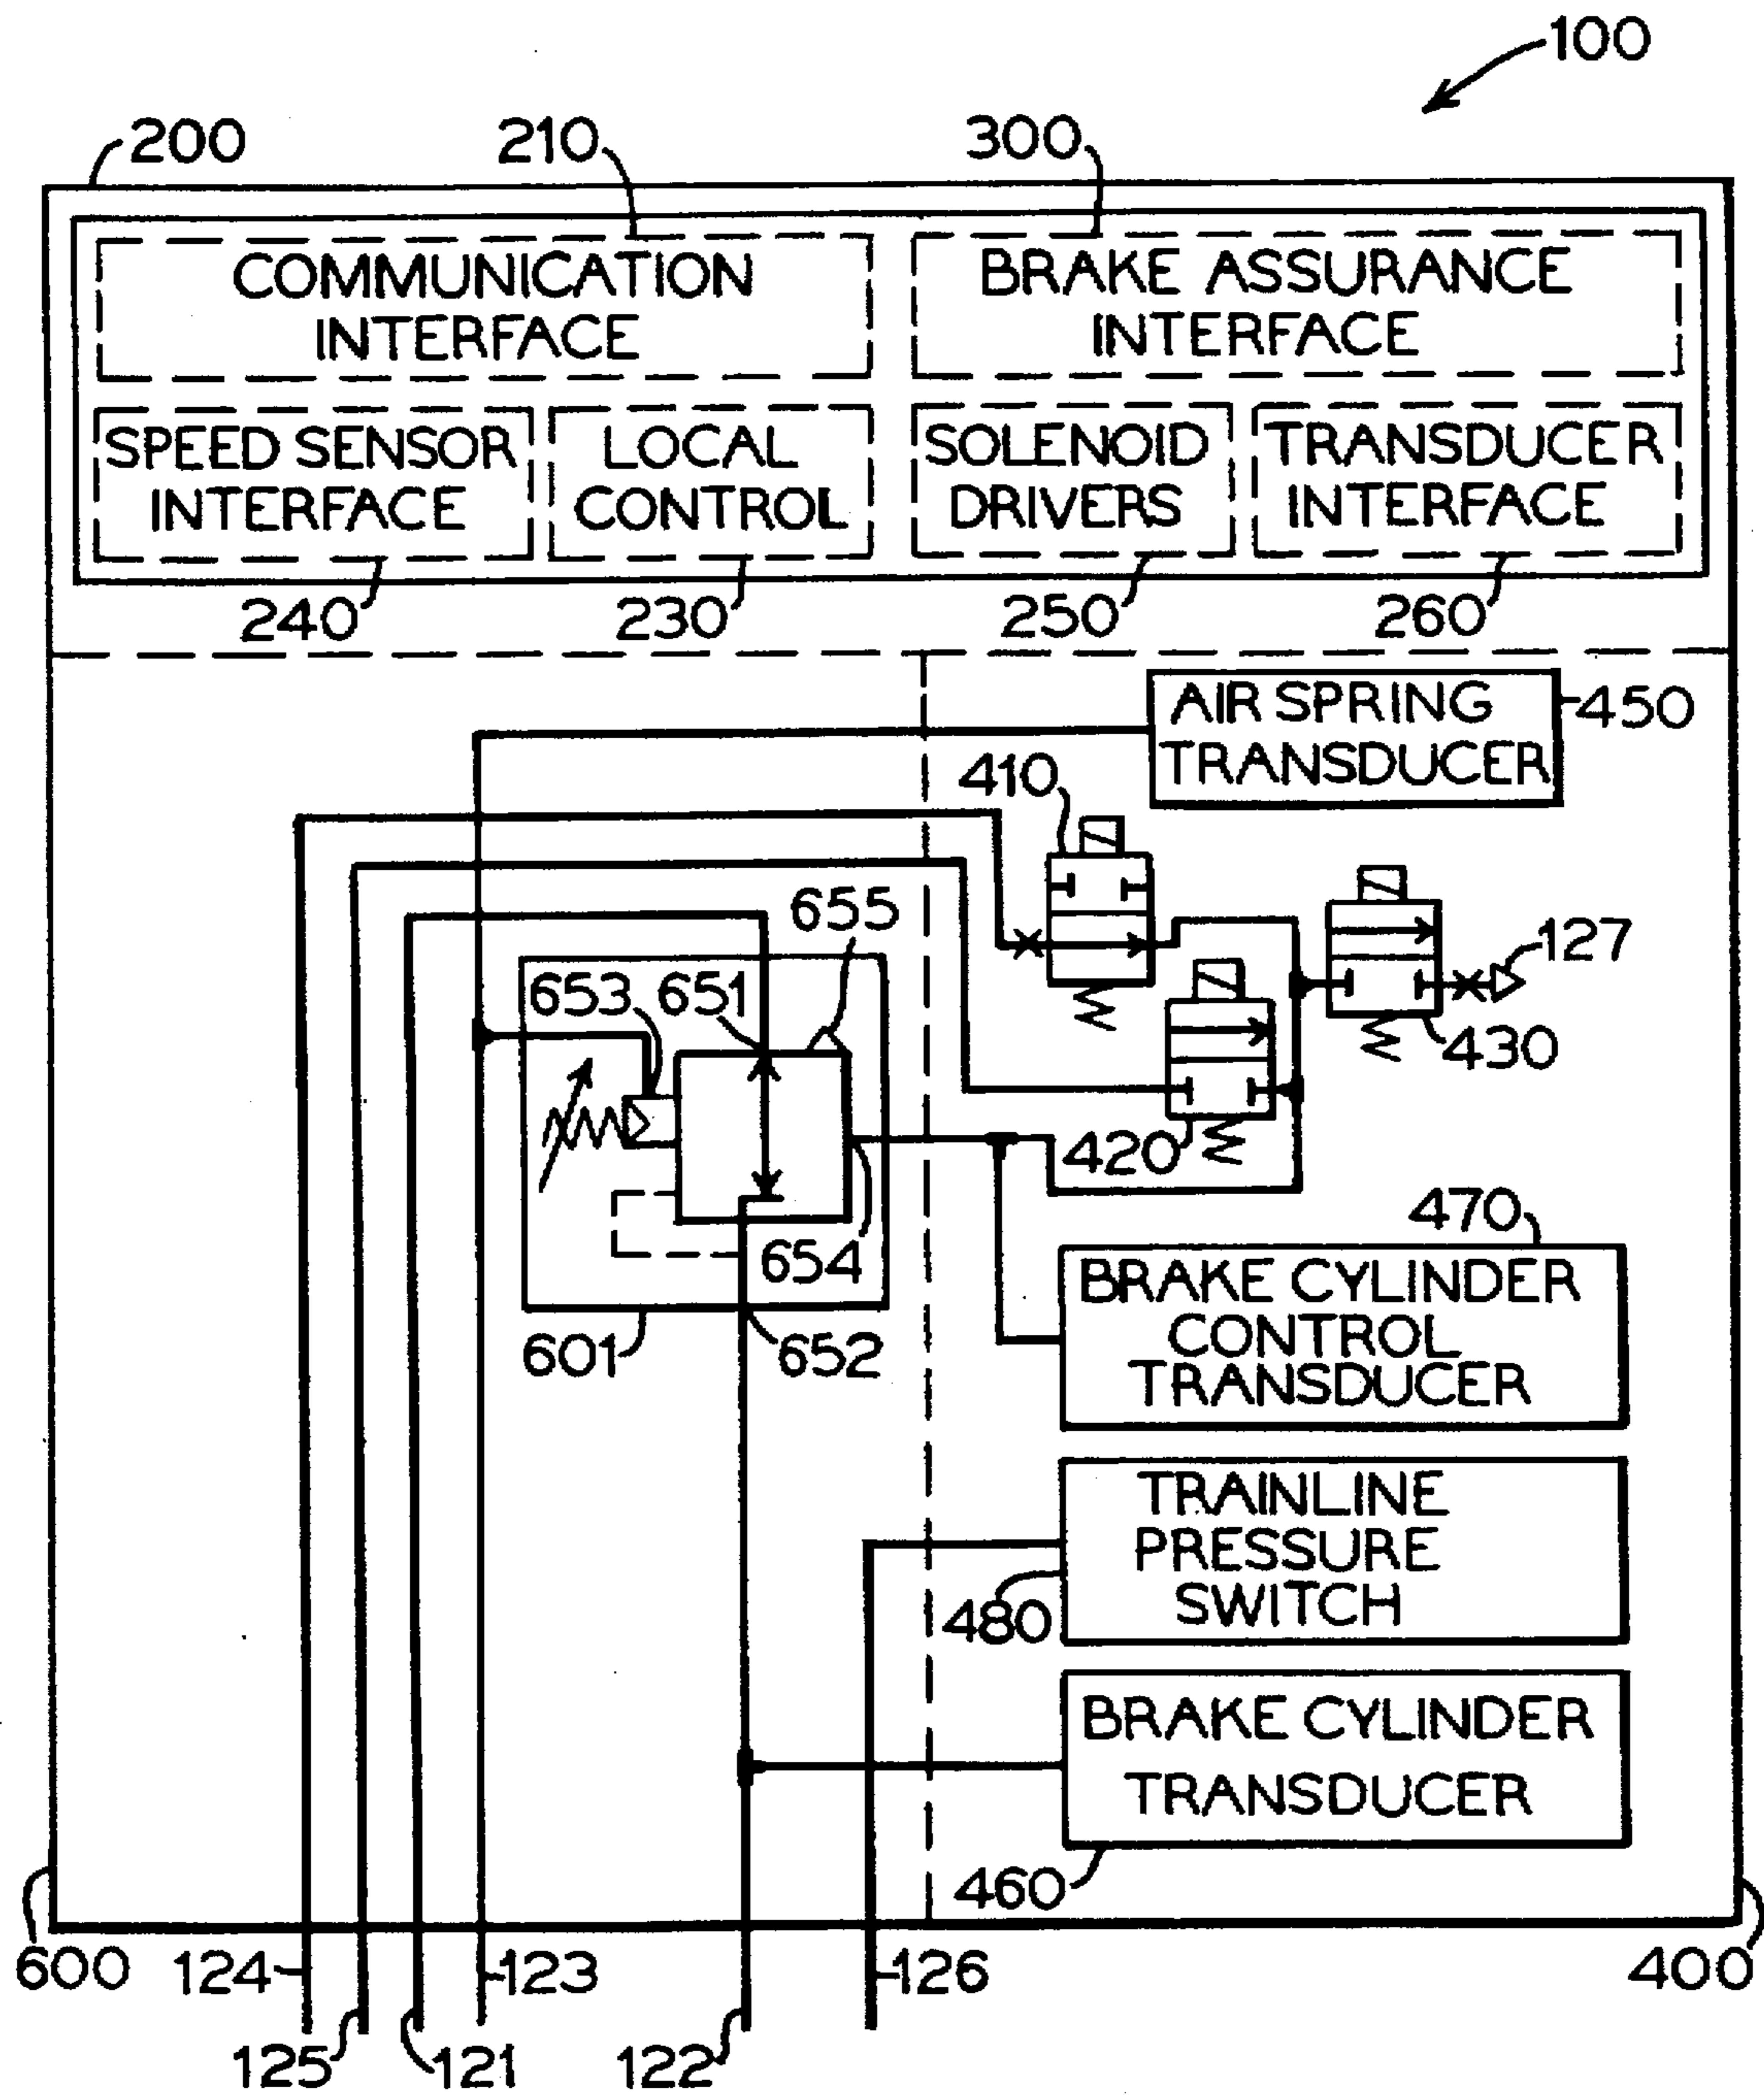 100
200
210
300
COMMUNICATION
INTERFACE
BRAKE ASSURANCE
INTERFACE
SPEED SENSOR
INTERFACE
LOCAL
CONTROL
SOLENOID
DRIVERS
TRANSDUCER
INTERFACE
240
230
250
260
AIR SPRING
TRANSDUCER
450
410
655
127
653
651
430
420
654
470
601
652
BRAKE CYLINDER
CONTROL
TRANSDUCER
TRAINLINE
PRESSURE
SWITCH
480
BRAKE CYLINDER
TRANSDUCER
460
600
124
123
126
400
125
121
122